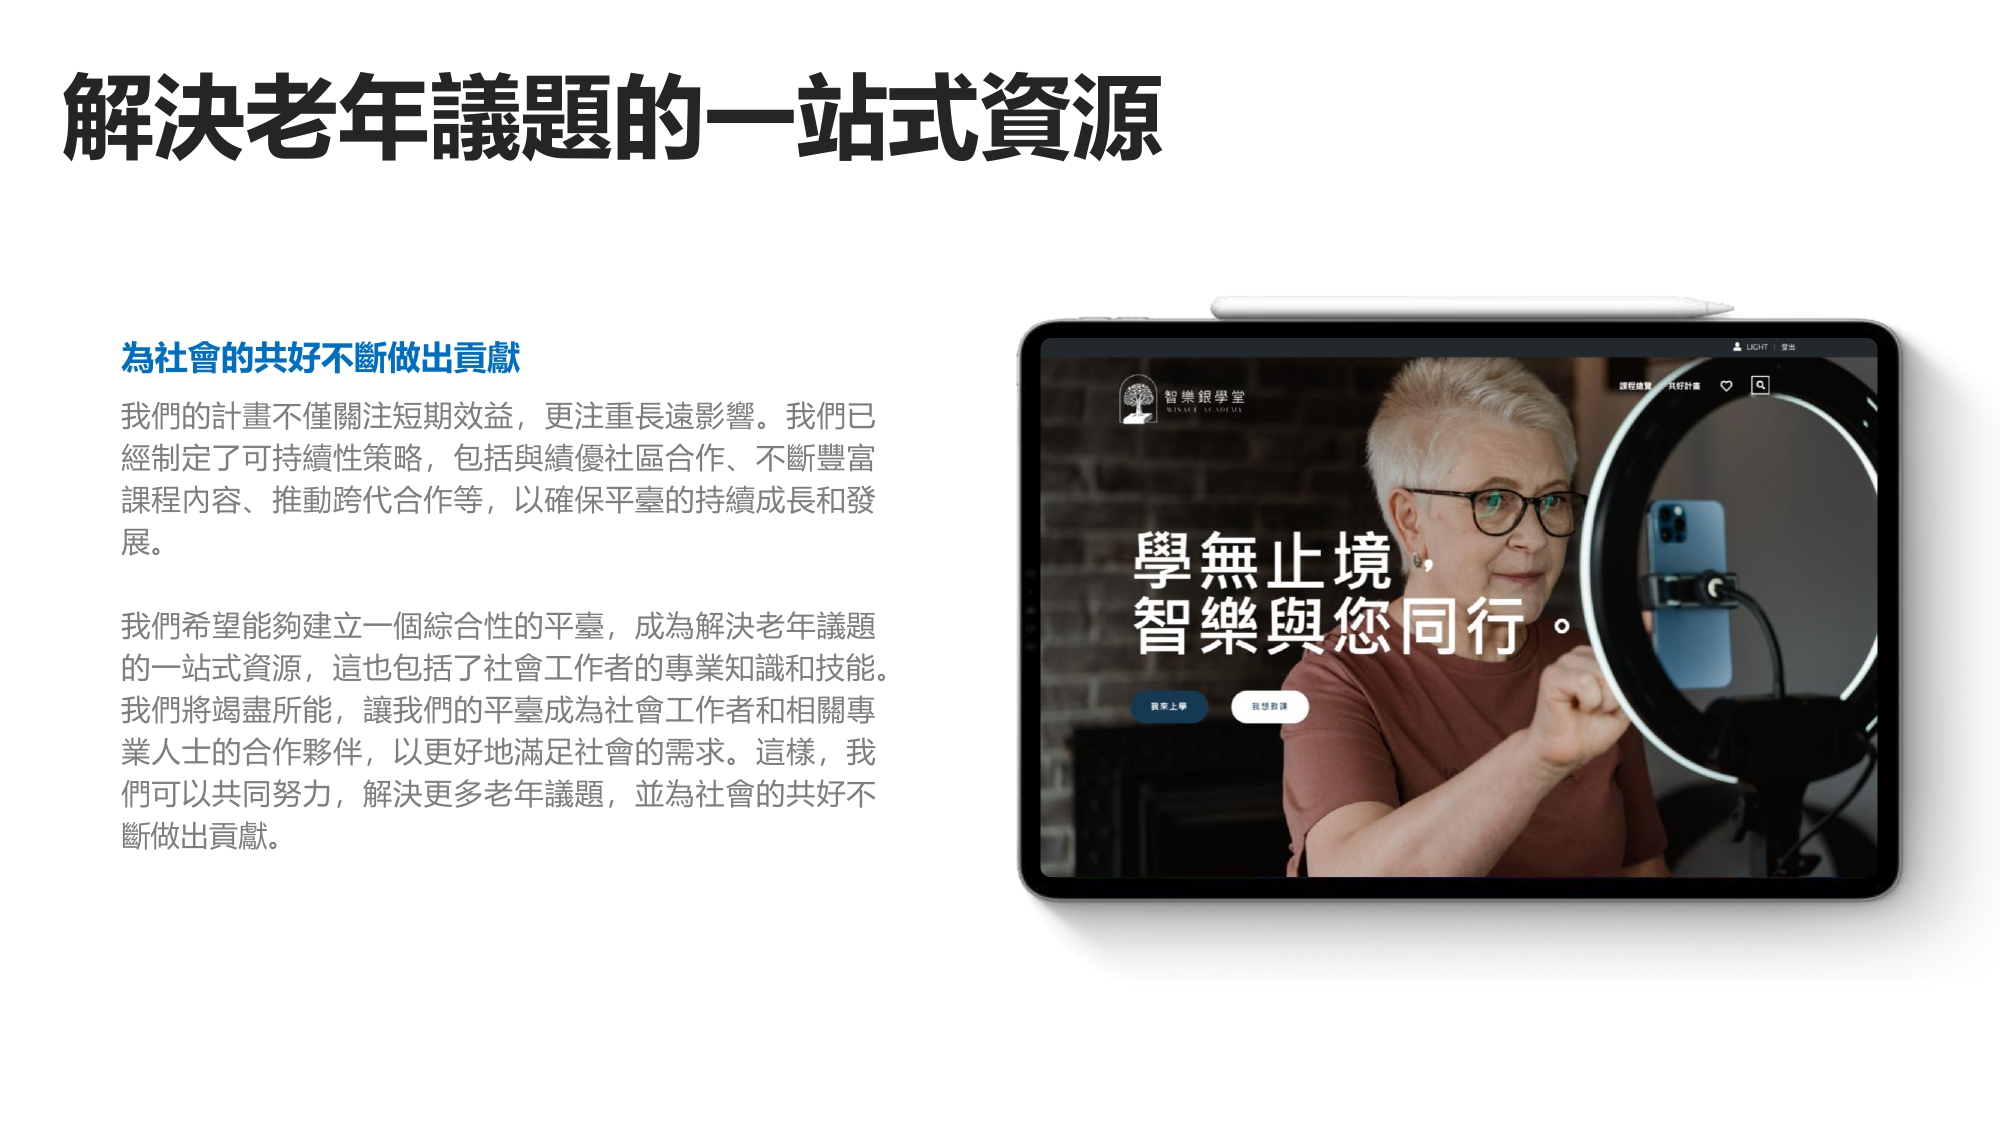 解決老年議題的一站式資源
為社會的共好不斷做出貢獻
我們的計畫不僅關注短期效益，更注重長遠影響。我們已
經制定了可持續性策略，包括與績優社區合作、不斷豐富
課程內容、推動跨代合作等，以確保平臺的持續成長和發
展。
我們希望能夠建立一個綜合性的平臺，成為解決老年議題
的一站式資源，這也包括了社會工作者的專業知識和技能。
我們將竭盡所能，讓我們的平臺成為社會工作者和相關專
業人士的合作夥伴，以更好地滿足社會的需求。這樣，我
們可以共同努力，解決更多老年議題，並為社會的共好不
斷做出貢獻。
LIGHT | 登出
智樂銀學堂
WINAGE ACADEMY
課程總覽 共好計畫
學無止境，
智樂與您同行。
我來上學 我想教課